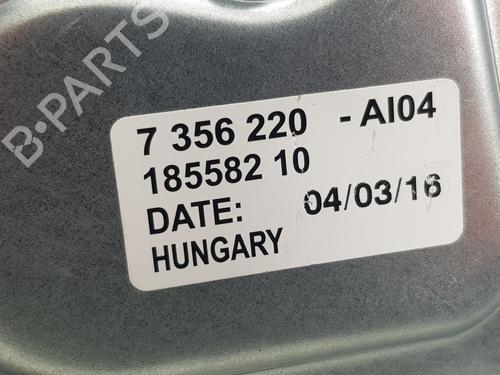 B-PARTS
7 356 220 - AI04
185582 10
DATE: 04/03/16
HUNGARY